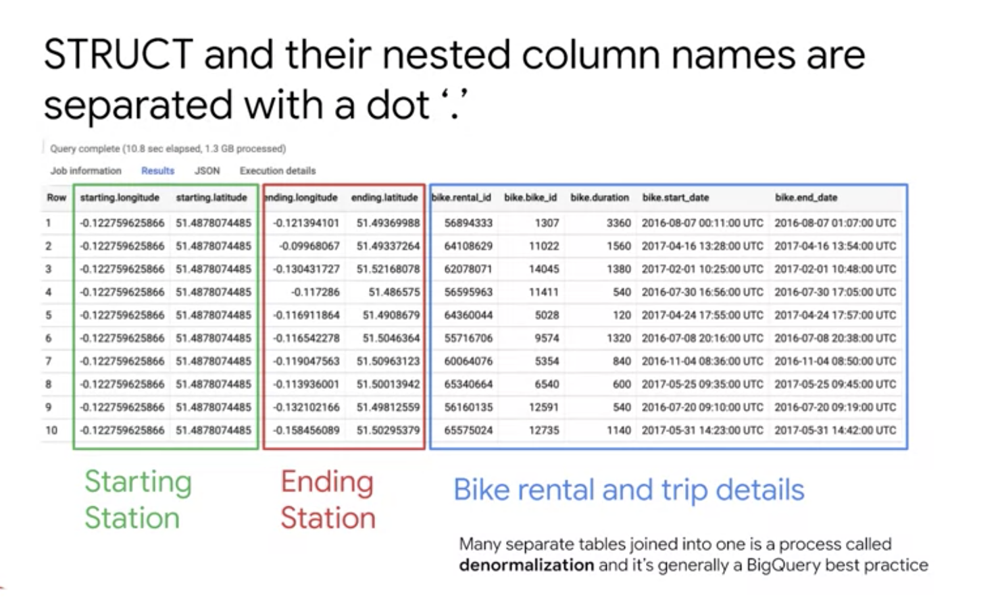 STRUCT and their nested column names are
separated with a dot ‘.’
Query complete (10.8 sec elapsed, 1.3 GB processed)
Job information Results JSON Execution details
Row starting.longitude starting.latitude ending.longitude ending.latitude bike.rental_id bike.bike_id bike.duration bike.start_date bike.end_date
1 -0.122759625866 51.4878074485 -0.121394101 51.49369988 56894333 1307 3360 2016-08-07 00:11:00 UTC 2016-08-07 01:07:00 UTC
2 -0.122759625866 51.4878074485 -0.09968067 51.49337264 64108629 11022 1560 2017-04-16 13:28:00 UTC 2017-04-16 13:54:00 UTC
3 -0.122759625866 51.4878074485 -0.130431727 51.52168078 62078071 14045 1380 2017-02-01 10:25:00 UTC 2017-02-01 10:48:00 UTC
4 -0.122759625866 51.4878074485 -0.117286 51.486575 56595963 11411 540 2016-07-30 16:56:00 UTC 2016-07-30 17:05:00 UTC
5 -0.122759625866 51.4878074485 -0.116911864 51.4908679 64360044 5028 120 2017-04-24 17:55:00 UTC 2017-04-24 17:57:00 UTC
6 -0.122759625866 51.4878074485 -0.116542278 51.5046364 55716706 9574 1320 2016-07-08 20:16:00 UTC 2016-07-08 20:38:00 UTC
7 -0.122759625866 51.4878074485 -0.119047563 51.50963123 60064076 5354 840 2016-11-04 08:36:00 UTC 2016-11-04 08:50:00 UTC
8 -0.122759625866 51.4878074485 -0.113936001 51.50013942 65340664 6540 600 2017-05-25 09:35:00 UTC 2017-05-25 09:45:00 UTC
9 -0.122759625866 51.4878074485 -0.132102166 51.49812559 56160135 12591 540 2016-07-20 09:10:00 UTC 2016-07-20 09:19:00 UTC
10 -0.122759625866 51.4878074485 -0.158456089 51.50295379 65575024 12735 1140 2017-05-31 14:23:00 UTC 2017-05-31 14:42:00 UTC
Starting
Station
Ending
Station
Bike rental and trip details
Many separate tables joined into one is a process called
denormalization and it’s generally a BigQuery best practice